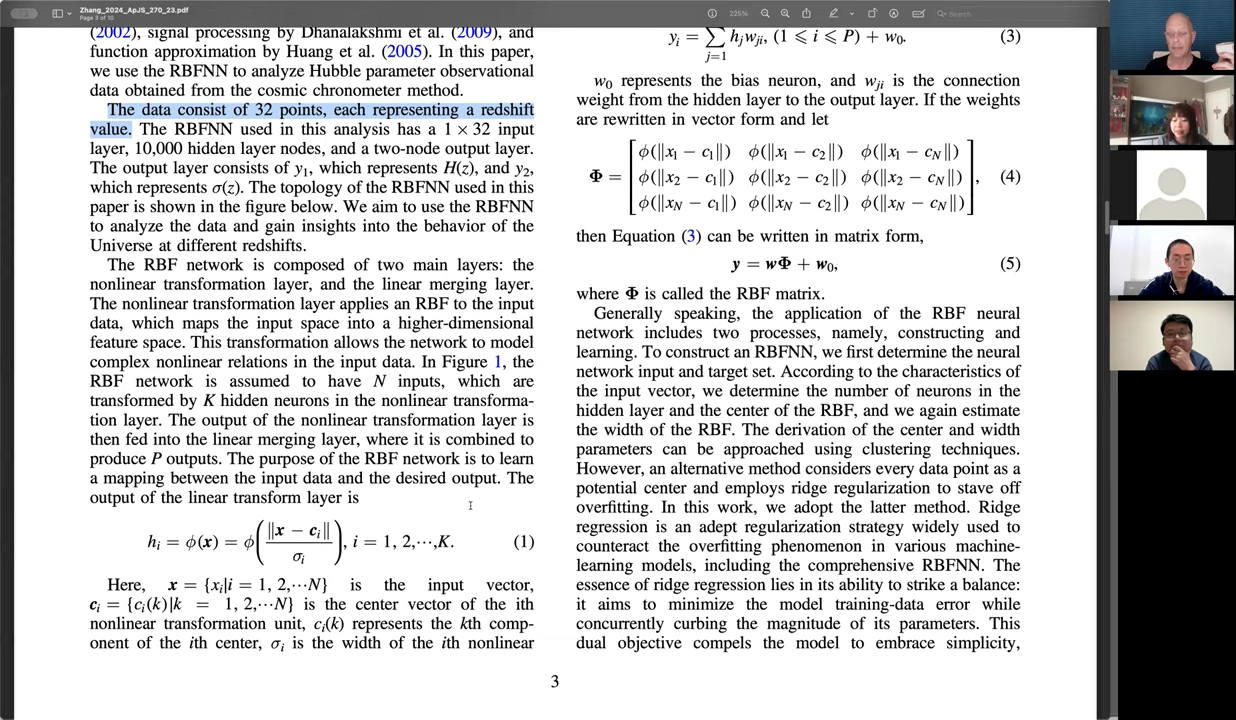 Zhang_2024_ApJS_270_23.pdf
Page 3 of 10
225%
Search
(2002), signal processing by Dhanalakshmi et al. (2009), and
function approximation by Huang et al. (2005). In this paper,
we use the RBFNN to analyze Hubble parameter observational
data obtained from the cosmic chronometer method.
The data consist of 32 points, each representing a redshift
value. The RBFNN used in this analysis has a 1 × 32 input
layer, 10,000 hidden layer nodes, and a two-node output layer.
The output layer consists of y₁, which represents H(z), and y₂,
which represents σ(z). The topology of the RBFNN used in this
paper is shown in the figure below. We aim to use the RBFNN
to analyze the data and gain insights into the behavior of the
Universe at different redshifts.
The RBF network is composed of two main layers: the
nonlinear transformation layer, and the linear merging layer.
The nonlinear transformation layer applies an RBF to the input
data, which maps the input space into a higher-dimensional
feature space. This transformation allows the network to model
complex nonlinear relations in the input data. In Figure 1, the
RBF network is assumed to have N inputs, which are
transformed by K hidden neurons in the nonlinear transforma-
tion layer. The output of the nonlinear transformation layer is
then fed into the linear merging layer, where it is combined to
produce P outputs. The purpose of the RBF network is to learn
a mapping between the input data and the desired output. The
output of the linear transform layer is
hᵢ = ϕ(x) = ϕ(‖x − cᵢ‖ / σᵢ), i = 1, 2,⋯,K. (1)
Here, x = {xᵢ|i = 1, 2,⋯N} is the input vector,
cᵢ = {cᵢ(k)|k = 1, 2,⋯N} is the center vector of the ith
nonlinear transformation unit, cᵢ(k) represents the kth comp-
onent of the ith center, σᵢ is the width of the ith nonlinear
yᵢ = ∑ⱼ₌₁ hⱼwⱼᵢ, (1 ⩽ i ⩽ P) + w₀. (3)
w₀ represents the bias neuron, and wⱼᵢ is the connection
weight from the hidden layer to the output layer. If the weights
are rewritten in vector form and let
ϕ(‖x₁ − c₁‖) ϕ(‖x₁ − c₂‖) ϕ(‖x₁ − c_N‖)
Φ = ϕ(‖x₂ − c₁‖) ϕ(‖x₂ − c₂‖) ϕ(‖x₂ − c_N‖) , (4)
ϕ(‖x_N − c₁‖) ϕ(‖x_N − c₂‖) ϕ(‖x_N − c_N‖)
then Equation (3) can be written in matrix form,
y = wΦ + w₀, (5)
where Φ is called the RBF matrix.
Generally speaking, the application of the RBF neural
network includes two processes, namely, constructing and
learning. To construct an RBFNN, we first determine the neural
network input and target set. According to the characteristics of
the input vector, we determine the number of neurons in the
hidden layer and the center of the RBF, and we again estimate
the width of the RBF. The derivation of the center and width
parameters can be approached using clustering techniques.
However, an alternative method considers every data point as a
potential center and employs ridge regularization to stave off
overfitting. In this work, we adopt the latter method. Ridge
regression is an adept regularization strategy widely used to
counteract the overfitting phenomenon in various machine-
learning models, including the comprehensive RBFNN. The
essence of ridge regression lies in its ability to strike a balance:
it aims to minimize the model training-data error while
concurrently curbing the magnitude of its parameters. This
dual objective compels the model to embrace simplicity,
3